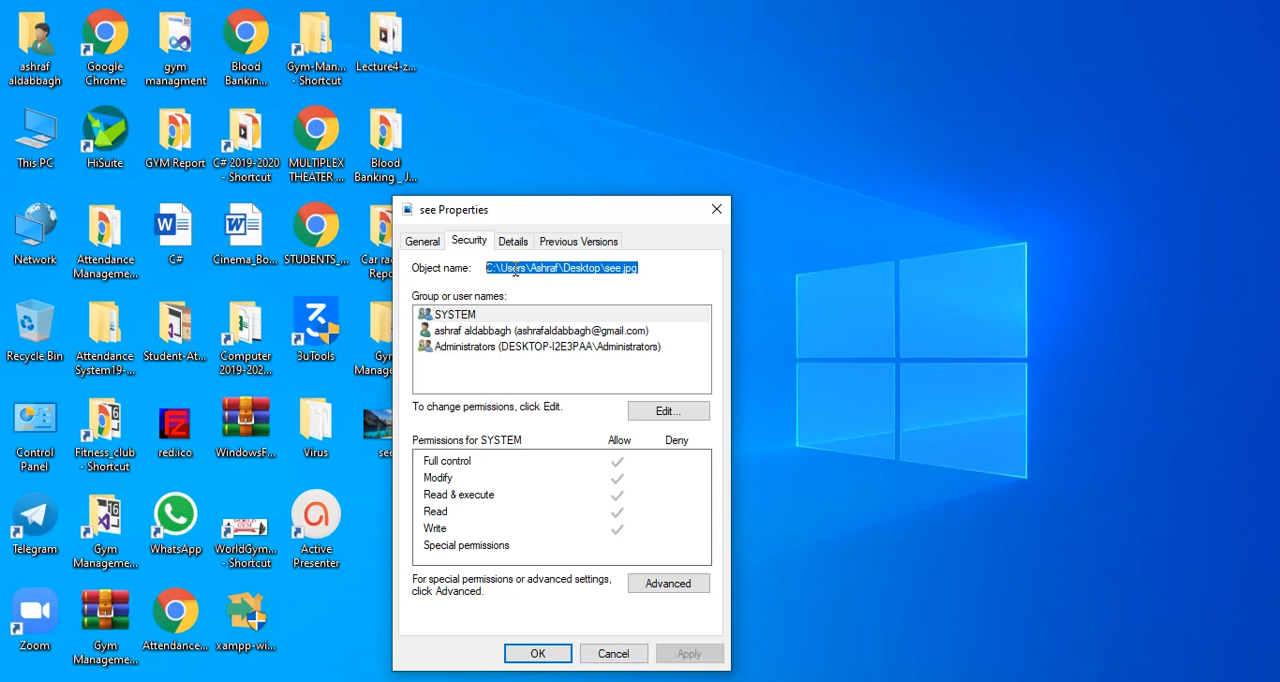 ashraf
aldabbagh
Google
Chrome
gym
managment
Blood
Bankin...
Gym-Man...
- Shortcut
Lecture4-z...
This PC
HiSuite
GYM Report
C# 2019-2020
- Shortcut
MULTIPLEX
THEATER ...
Blood
Banking _ J...
Network
Attendance
Manageme...
C#
Cinema_Bo...
STUDENTS_...
Car rac
Repo
Recycle Bin
Attendance
System19-...
Student-At...
Computer
2019-202...
3uTools
Gy
Manag
Control
Panel
Fitness_club
- Shortcut
red.ico
WindowsF...
Virus
see
Telegram
Gym
Manageme...
WhatsApp
WORLD
GYM
WorldGym...
- Shortcut
Active
Presenter
Zoom
Gym
Manageme...
Attendance...
xampp-wi...
see Properties
General Security Details Previous Versions
Object name: C:\Users\Ashraf\Desktop\see.jpg
Group or user names:
SYSTEM
ashraf aldabbagh (ashrafaldabbagh@gmail.com)
Administrators (DESKTOP-I2E3PAA\Administrators)
To change permissions, click Edit.
Edit...
Permissions for SYSTEM Allow Deny
Full control
Modify
Read & execute
Read
Write
Special permissions
For special permissions or advanced settings,
click Advanced.
Advanced
OK Cancel Apply